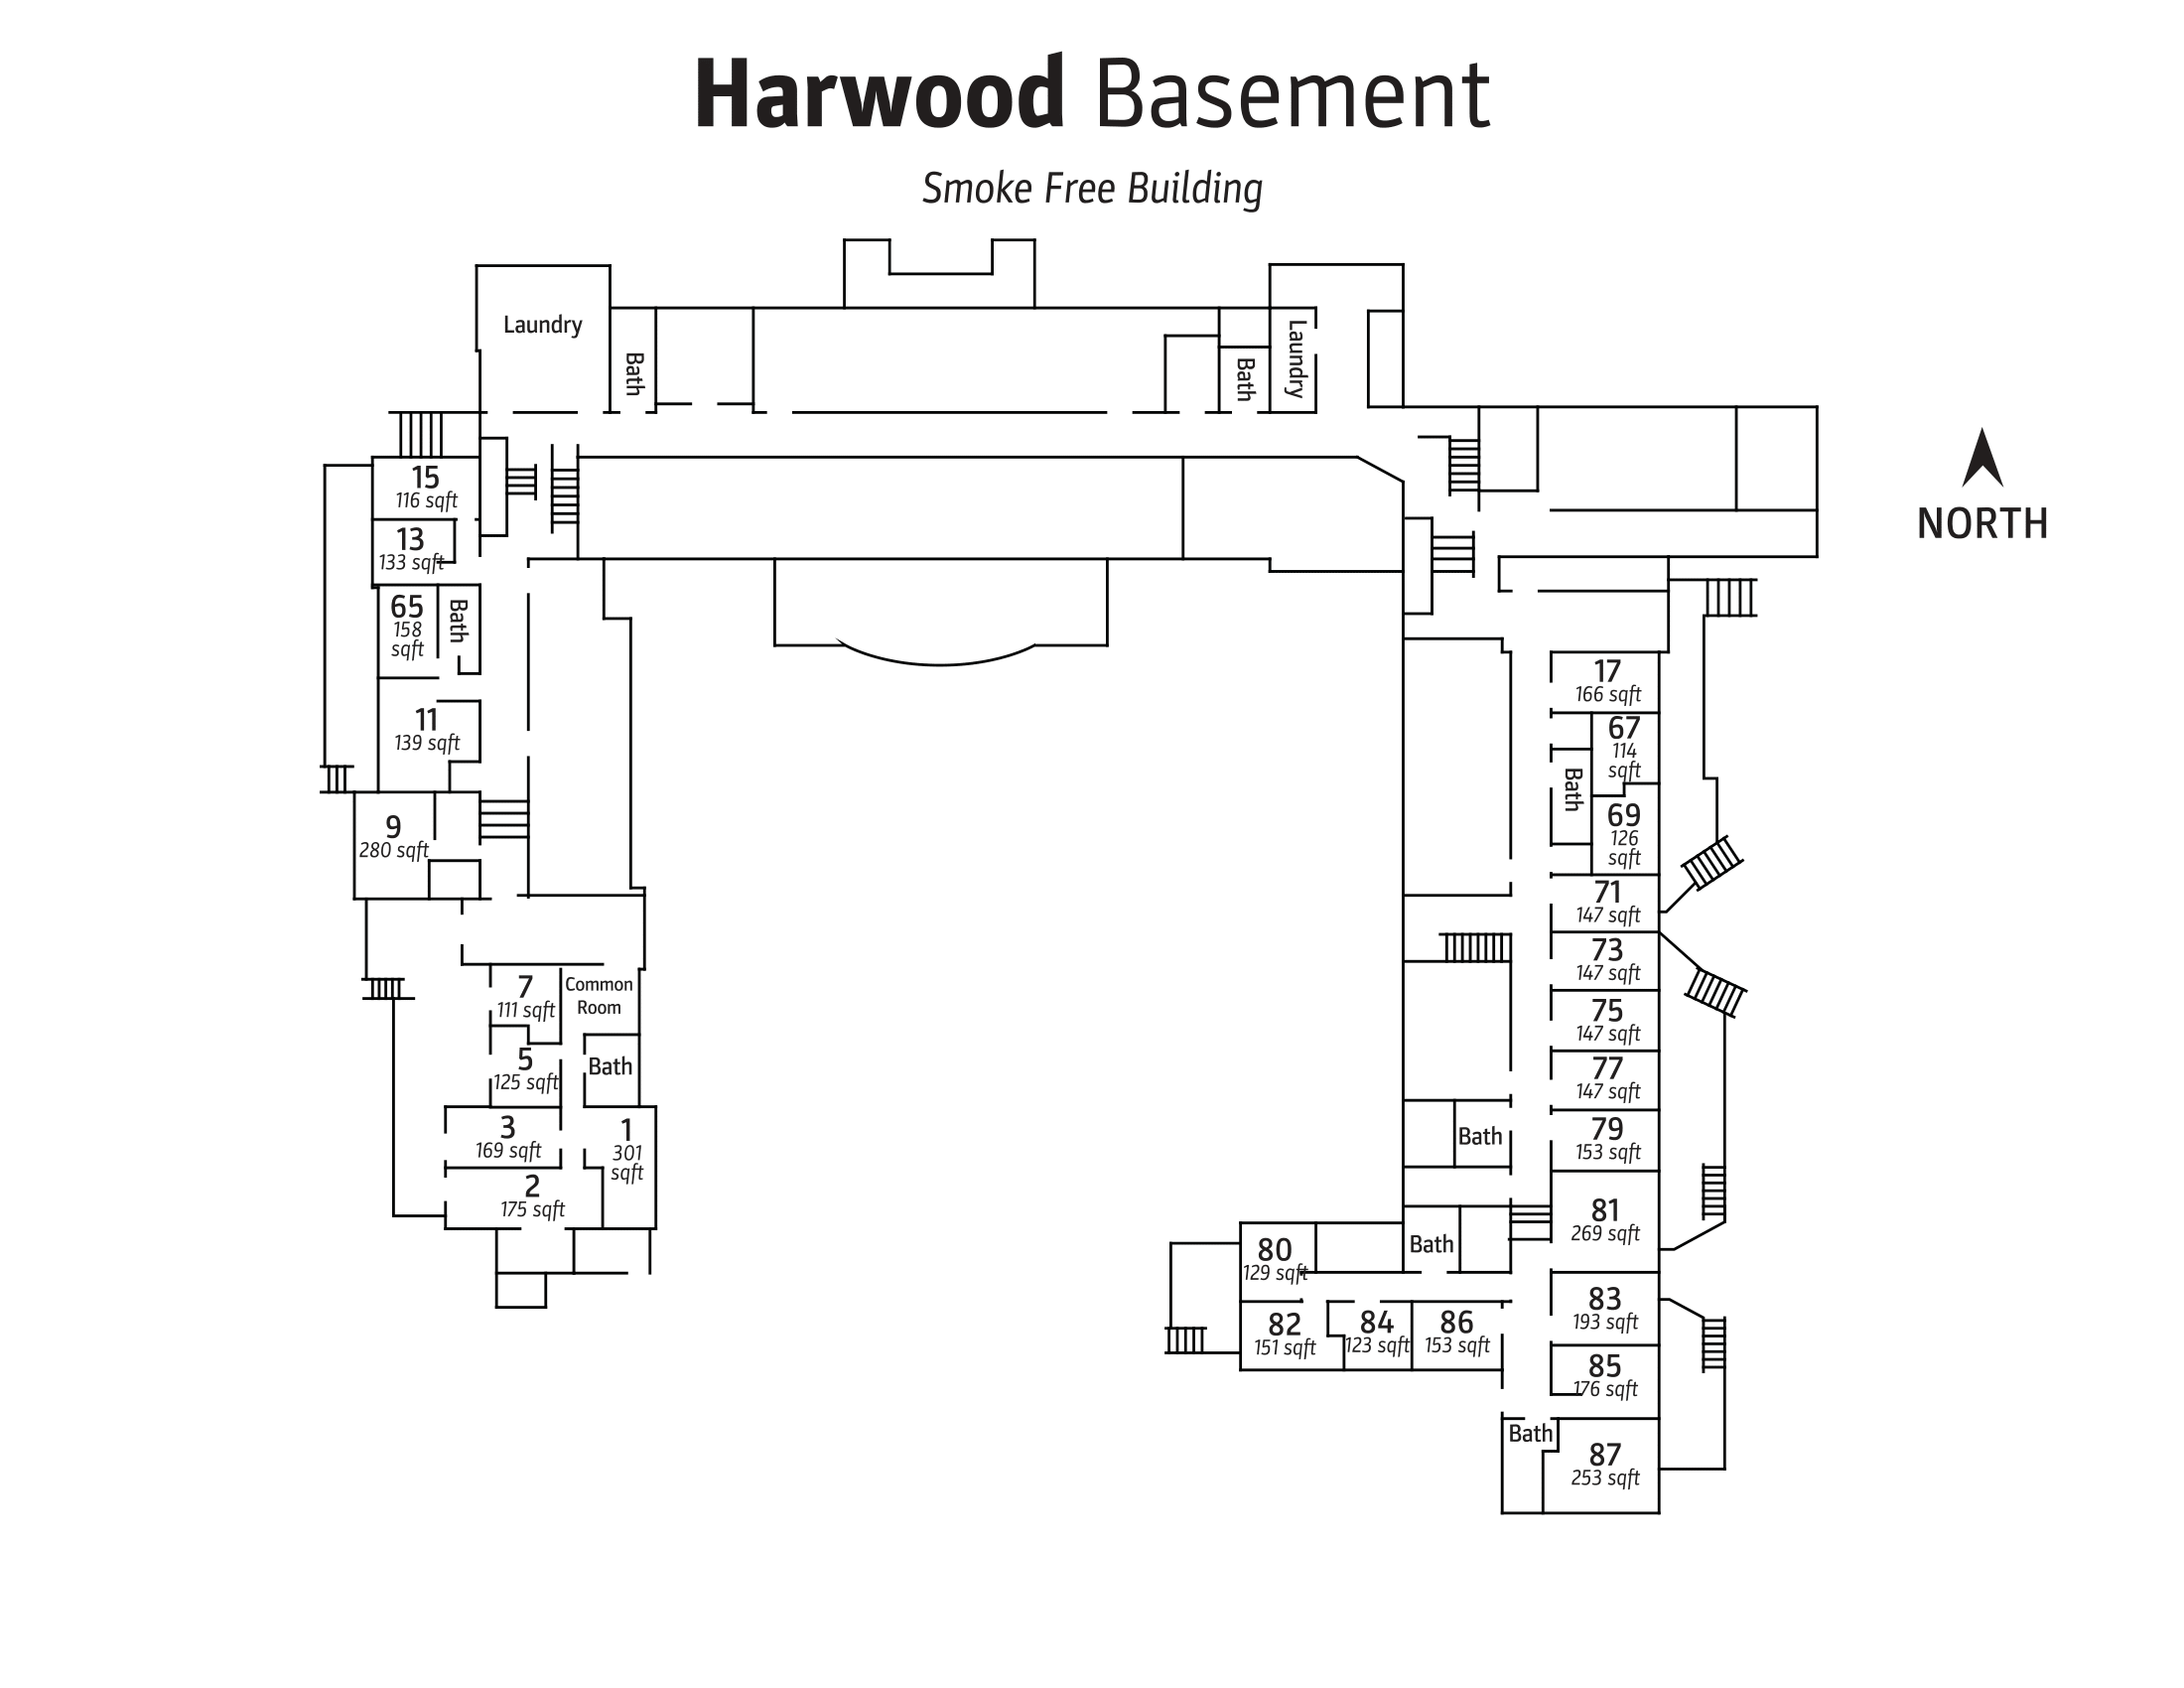 Harwood Basement
Smoke Free Building
Laundry
Bath
Bath
Laundry
NORTH
15
116 sqft
13
133 sqft
65
158
sqft
Bath
11
139 sqft
9
280 sqft
7
111 sqft
Common
Room
5
125 sqft
Bath
3
169 sqft
1
301
sqft
2
175 sqft
17
166 sqft
67
114
sqft
Bath
69
126
sqft
71
147 sqft
73
147 sqft
75
147 sqft
77
147 sqft
Bath
79
153 sqft
81
269 sqft
Bath
80
129 sqft
82
151 sqft
84
123 sqft
86
153 sqft
83
193 sqft
85
176 sqft
Bath
87
253 sqft